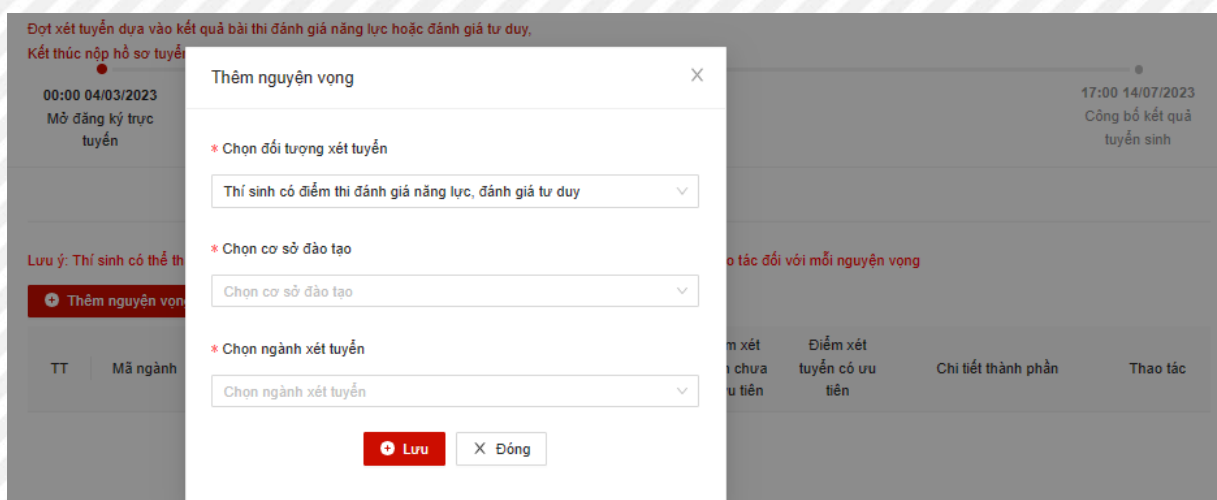 Đợt xét tuyển dựa vào kết quả bài thi đánh giá năng lực hoặc đánh giá tư duy,
Kết thúc nộp hồ sơ
Thêm nguyện vọng
00:00 04/03/2023
Mở đăng ký trực
tuyến
17:00 14/07/2023
Công bố kết quả
tuyển sinh
* Chọn đối tượng xét tuyển
Thí sinh có điểm thi đánh giá năng lực, đánh giá tư duy
* Chọn cơ sở đào tạo
Chọn cơ sở đào tạo
Lưu ý: Thí sinh có thể
tác đối với mỗi nguyện vọng
Thêm nguyện
* Chọn ngành xét tuyển
Chọn ngành xét tuyển
TT Mã ngành
xét
chưa
tiên
Điểm xét
tuyển có ưu
tiên
Chi tiết thành phần
Thao tác
Lưu
Đóng